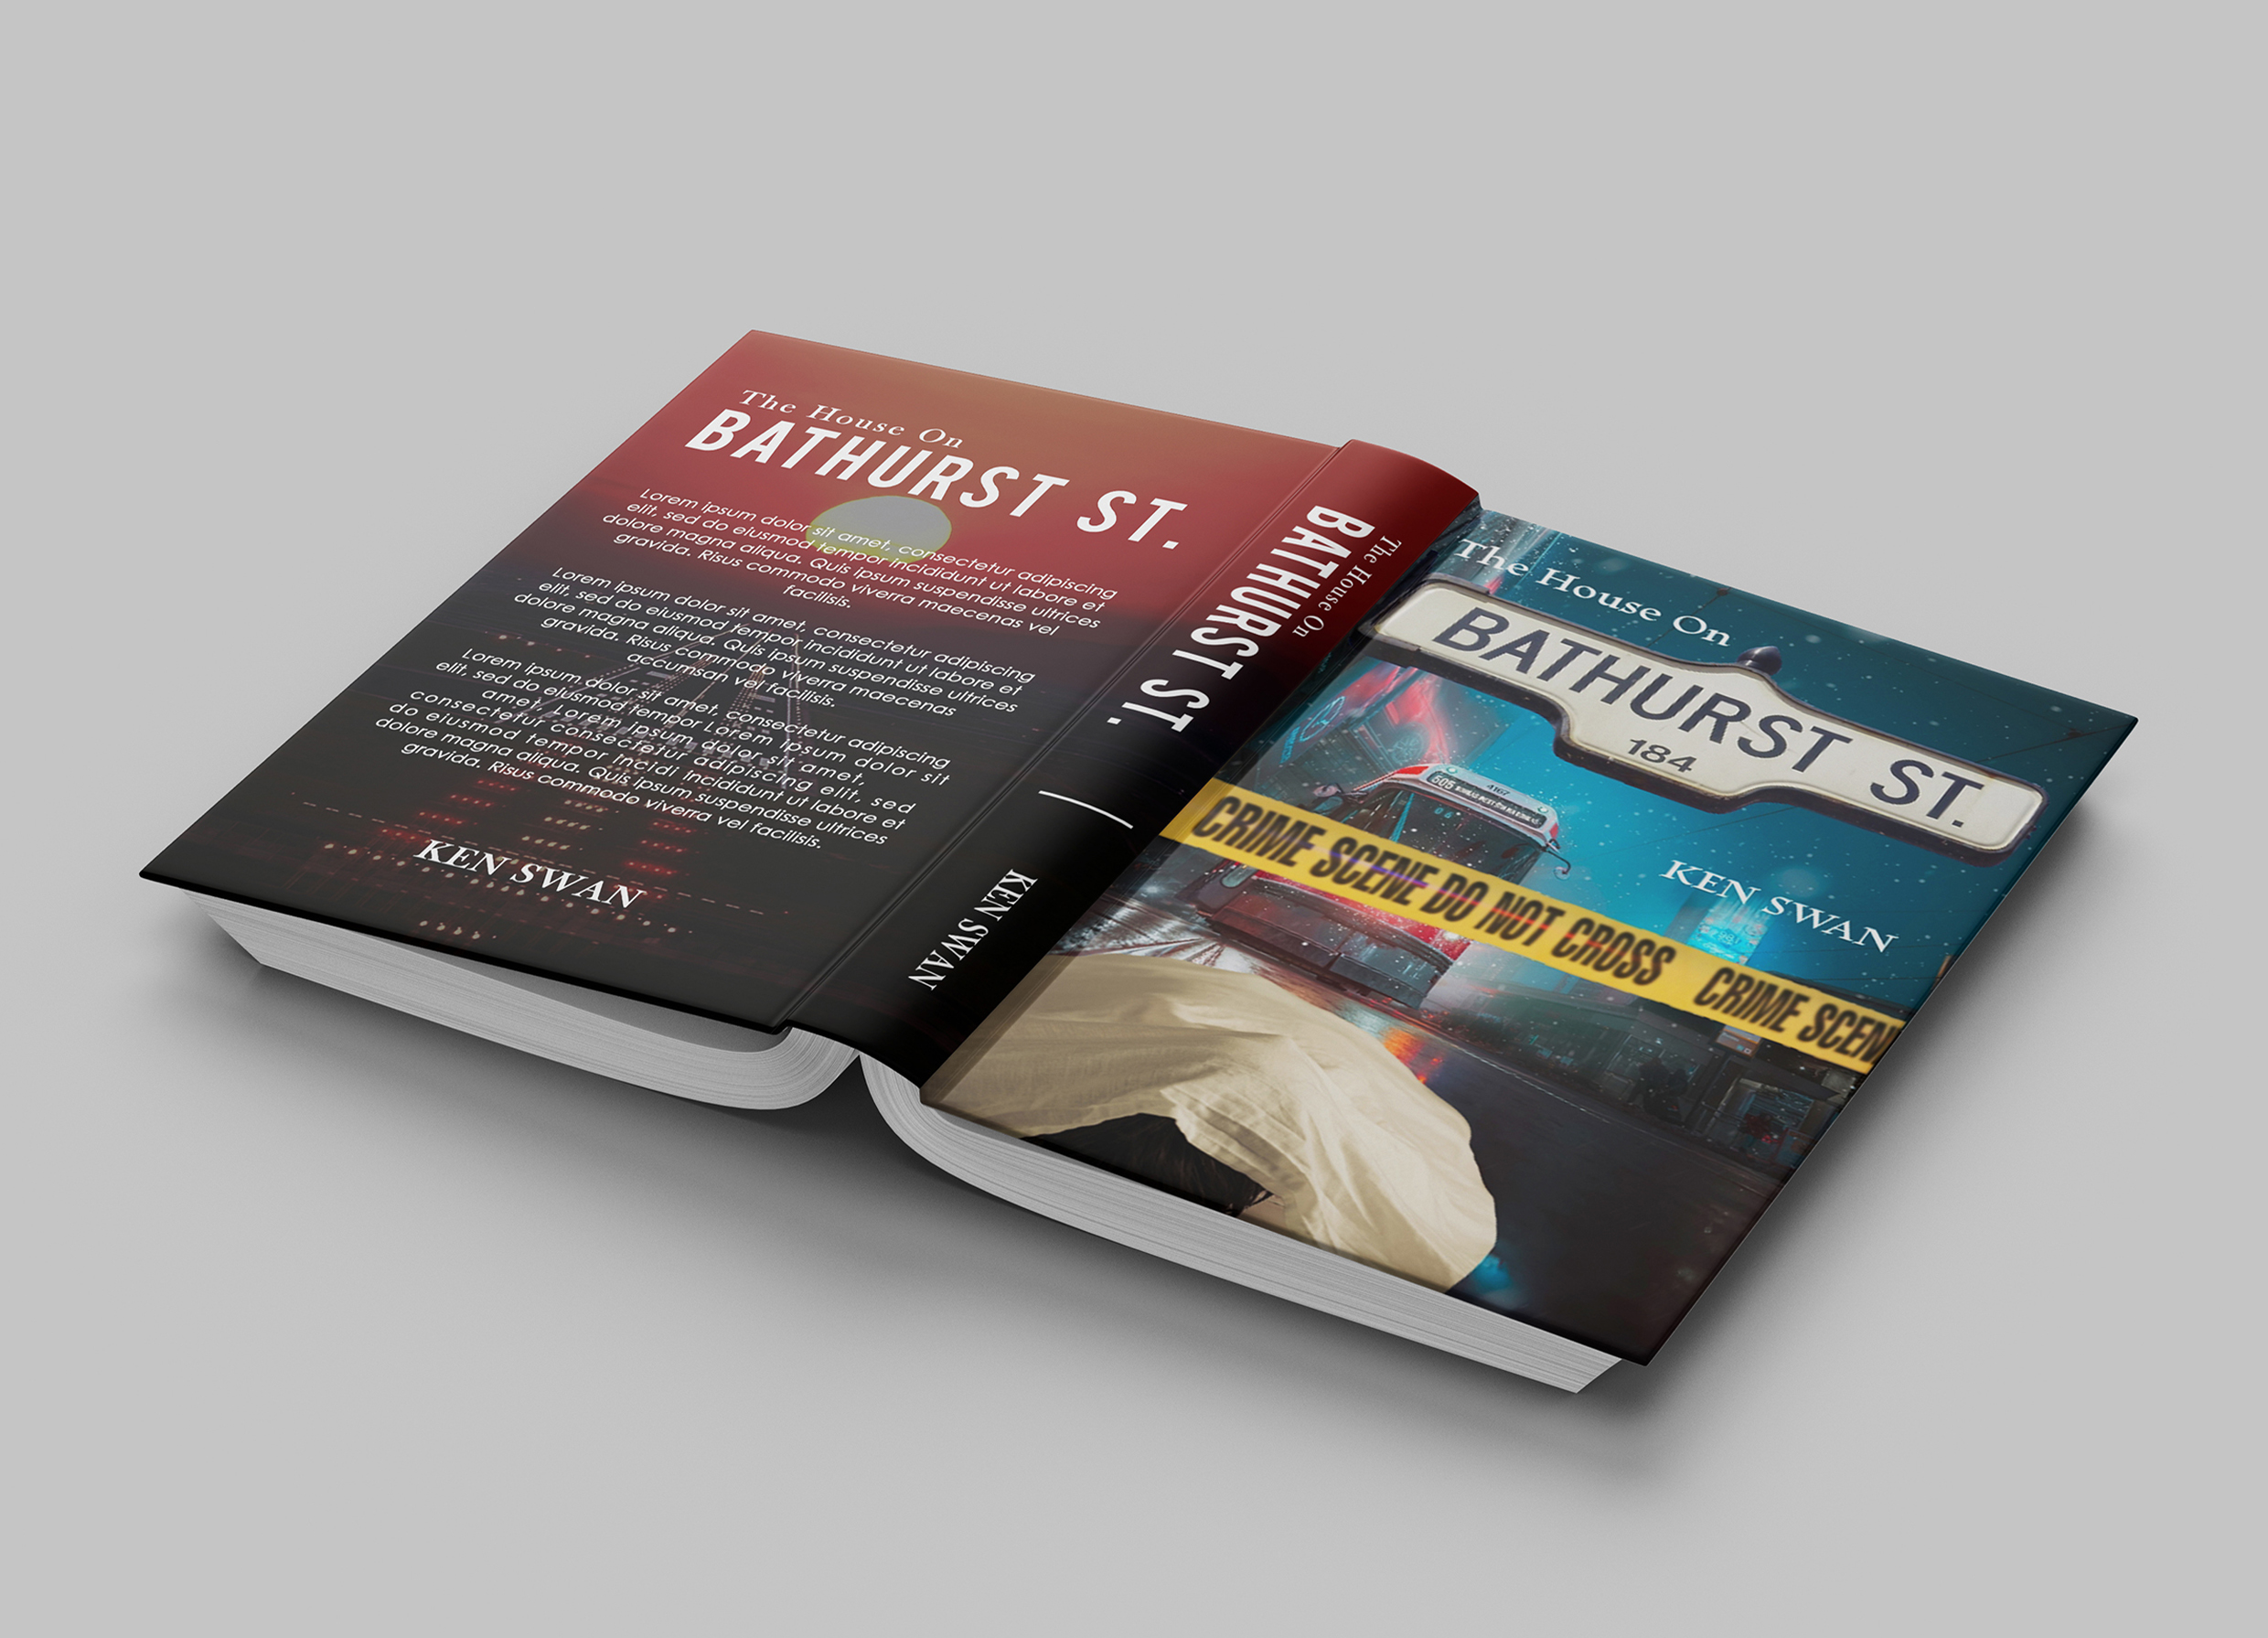 The House On
BATHURST ST.
Lorem ipsum dolor sit amet, consectetur adipiscing
elit, sed do eiusmod tempor incididunt ut labore et
dolore magna aliqua. Quis ipsum suspendisse ultrices
gravida. Risus commodo viverra maecenas vel
facilisis.
Lorem ipsum dolor sit amet, consectetur adipiscing
elit, sed do eiusmod tempor incididunt ut labore et
dolore magna aliqua. Quis ipsum suspendisse ultrices
gravida. Risus commodo viverra maecenas
accumsan vel facilisis.
Lorem ipsum dolor sit amet, consectetur adipiscing
elit, sed do eiusmod tempor Lorem ipsum dolor sit
amet, Lorem ipsum dolor sit amet,
consectetur consectetur adipiscing elit, sed
do eiusmod tempor incidi incididunt ut labore et
dolore magna aliqua. Quis ipsum suspendisse ultrices
gravida. Risus commodo viverra vel facilisis.
KEN SWAN
The House On
BATHURST ST.
KEN SWAN
The House On
BATHURST ST.
184
505
4167
KEN SWAN
CRIME SCENE DO NOT CROSS CRIME SCEN